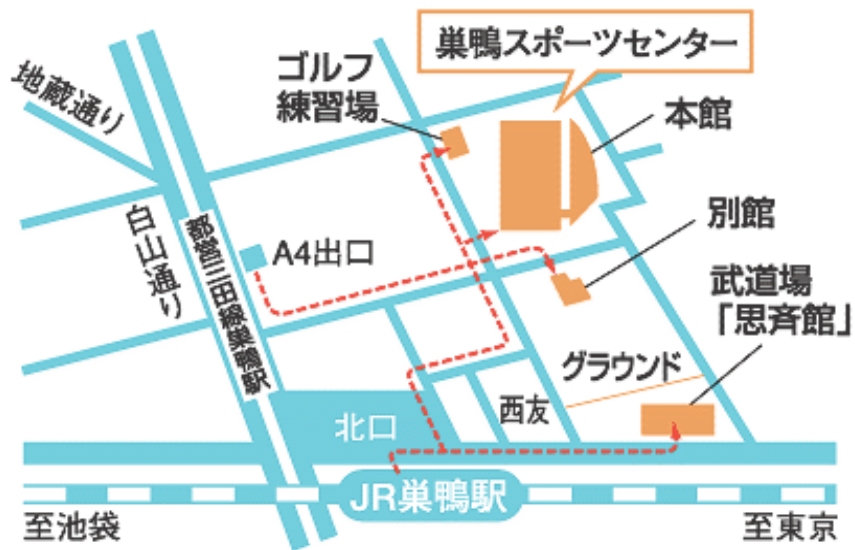 巣鴨スポーツセンター
ゴルフ
練習場
地蔵通り
本館
白山通り
都営三田線巣鴨駅
A4出口
別館
武道場
「思斉館」
グラウンド
西友
北口
JR巣鴨駅
至池袋
至東京